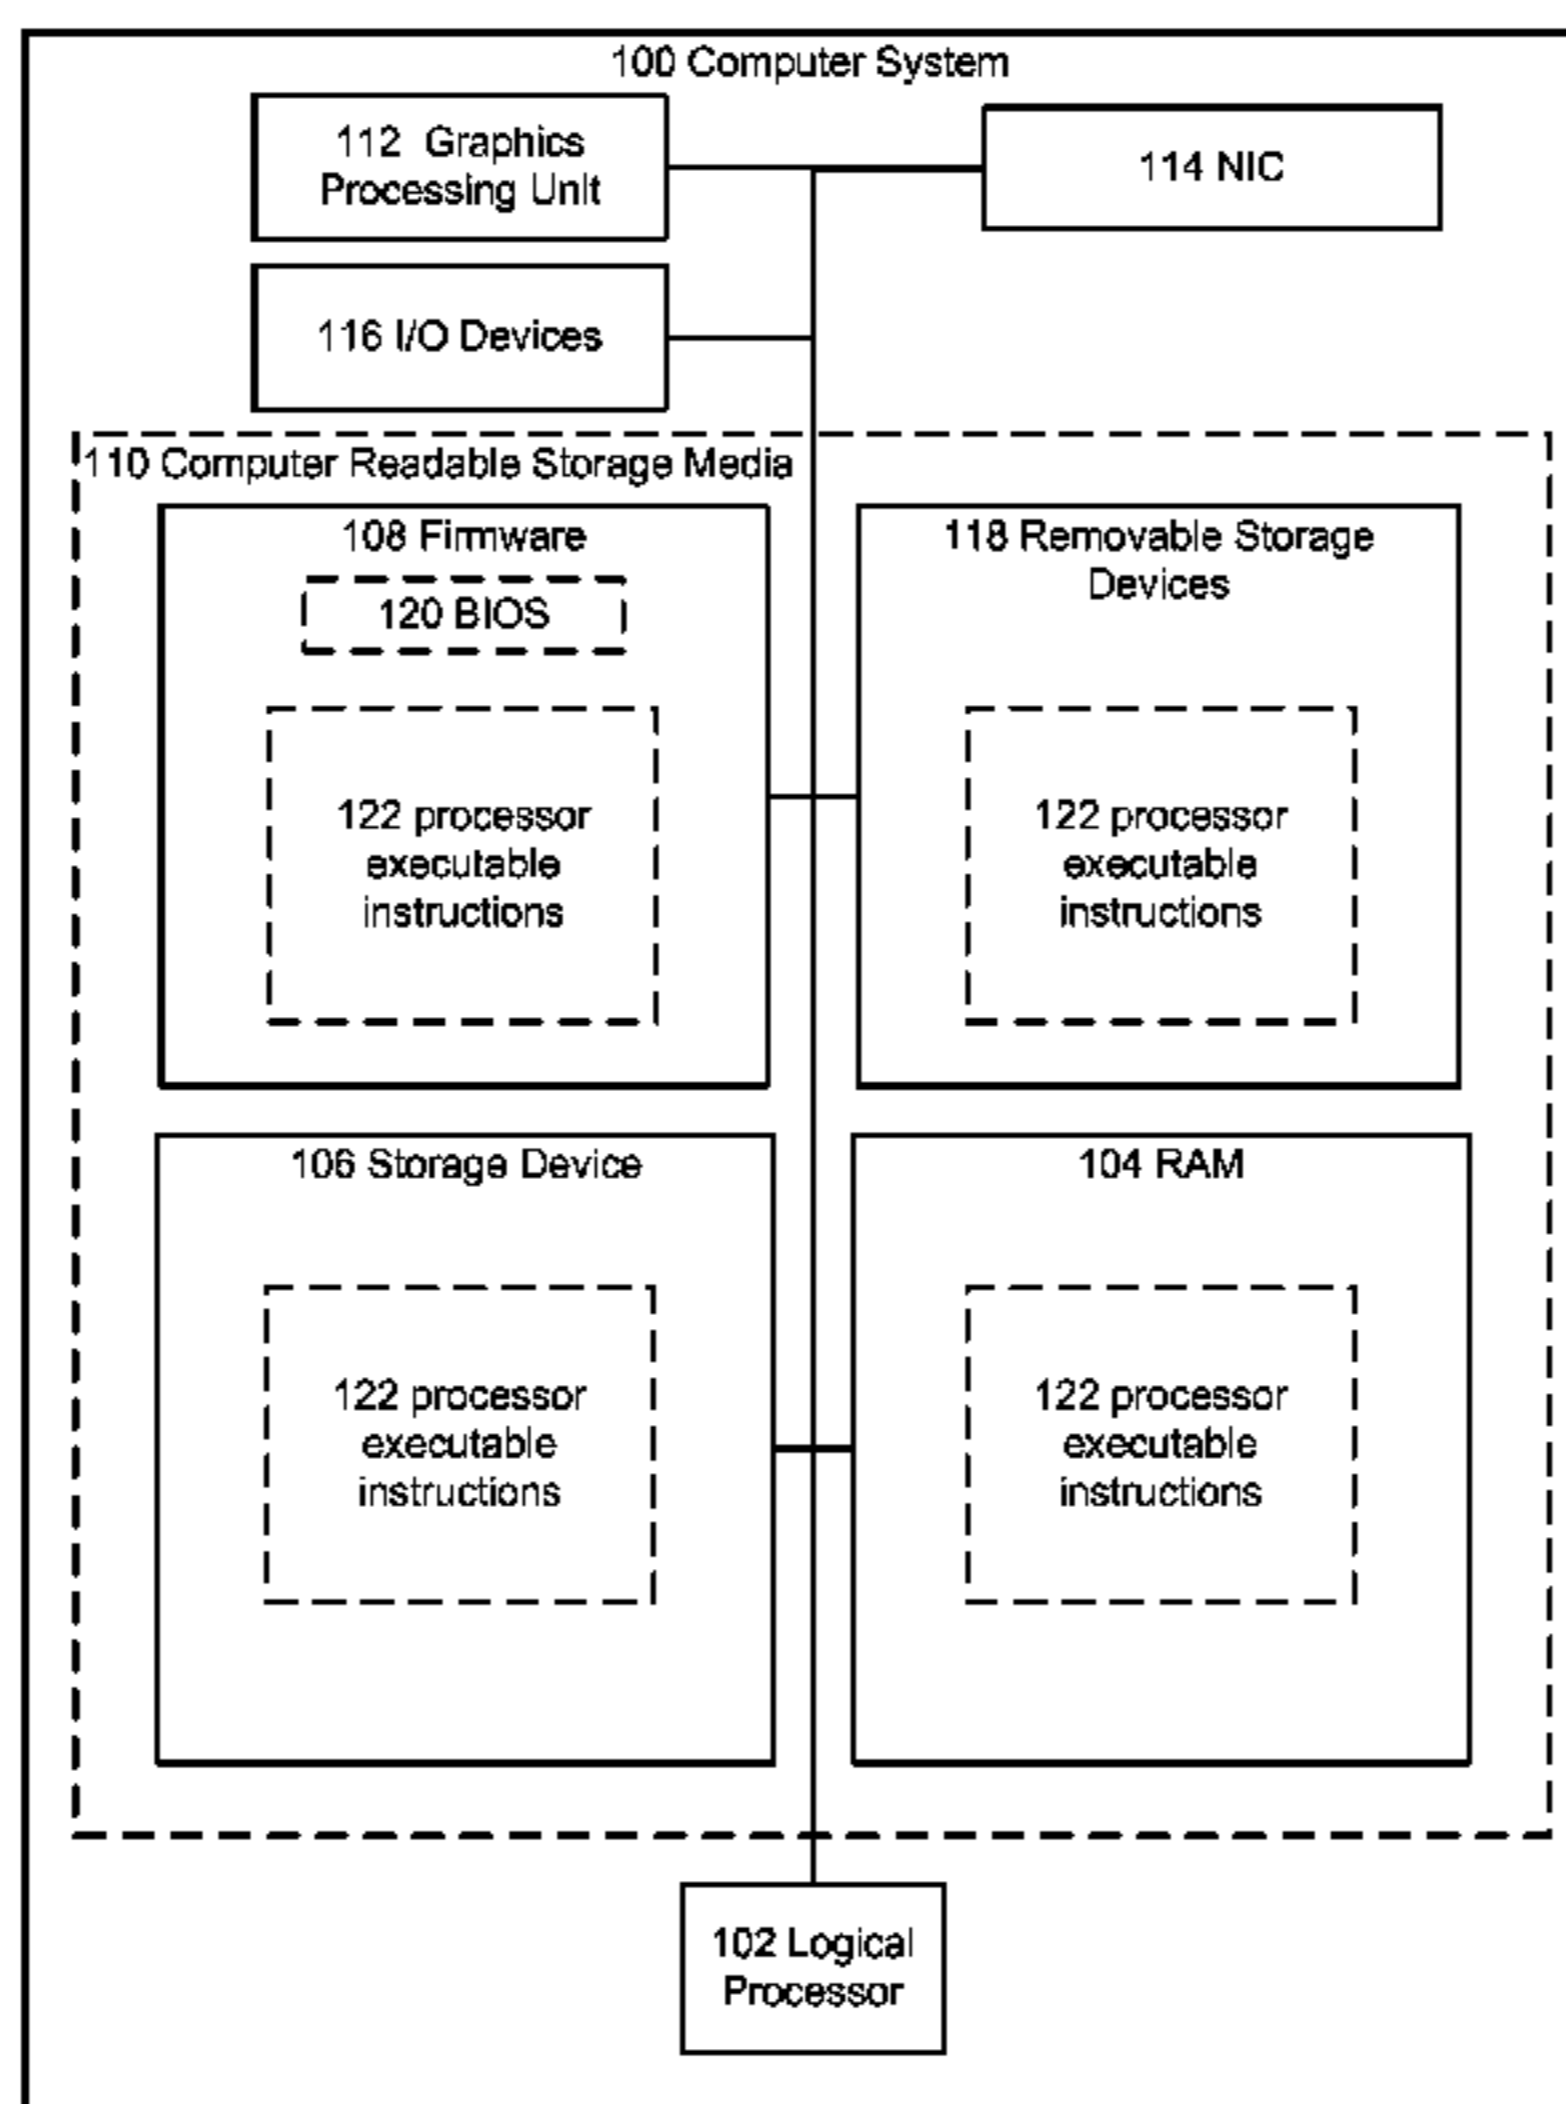 100 Computer System
112 Graphics
Processing Unit
114 NIC
116 I/O Devices
110 Computer Readable Storage Media
108 Firmware
120 BIOS
122 processor
executable
instructions
118 Removable Storage
Devices
122 processor
executable
instructions
106 Storage Device
122 processor
executable
instructions
104 RAM
122 processor
executable
instructions
102 Logical
Processor